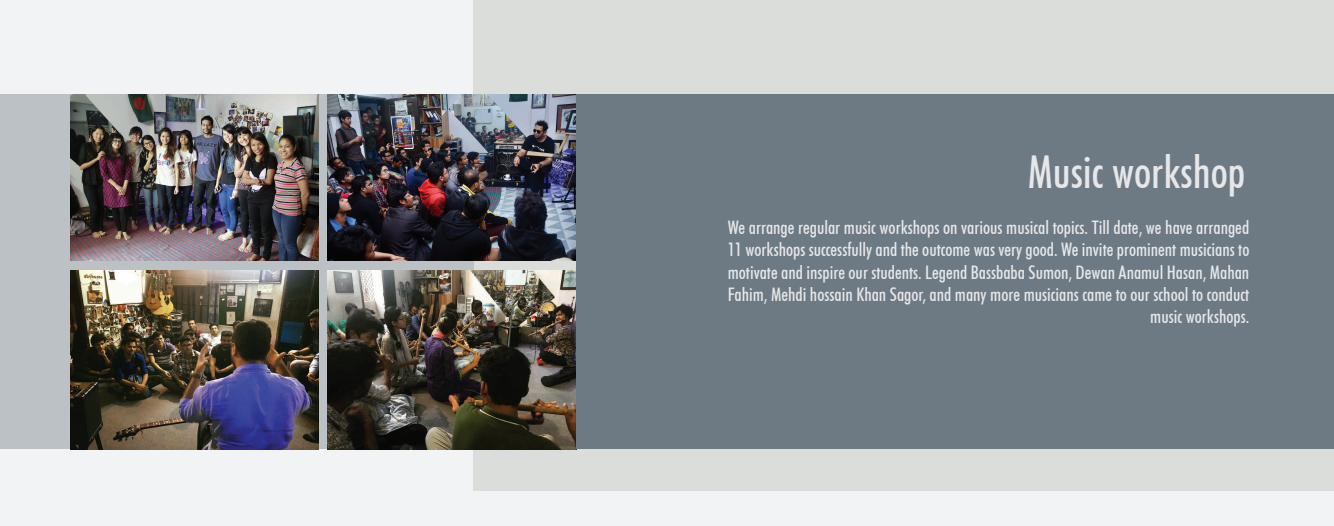 Music workshop
We arrange regular music workshops on various musical topics. Till date, we have arranged
11 workshops successfully and the outcome was very good. We invite prominent musicians to
motivate and inspire our students. Legend Bassbaba Sumon, Dewan Anamul Hasan, Mahan
Fahim, Mehdi hossain Khan Sagor, and many more musicians came to our school to conduct
music workshops.